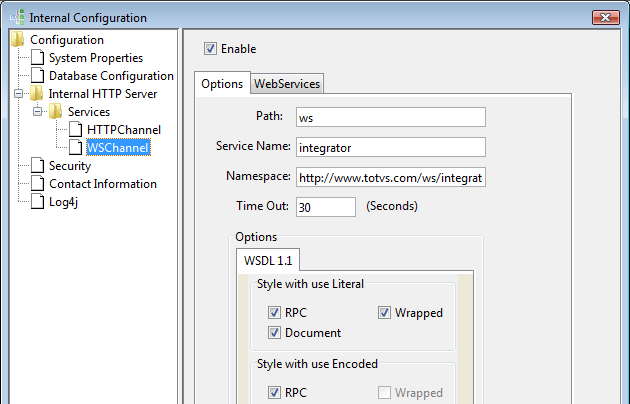 Internal Configuration
Configuration
System Properties
Database Configuration
Internal HTTP Server
Services
HTTPChannel
WSChannel
Security
Contact Information
Log4j
Enable
Options WebServices
Path: ws
Service Name: integrator
Namespace: http://www.totvs.com/ws/integrat
Time Out: 30 (Seconds)
Options
WSDL 1.1
Style with use Literal
RPC Wrapped
Document
Style with use Encoded
RPC Wrapped